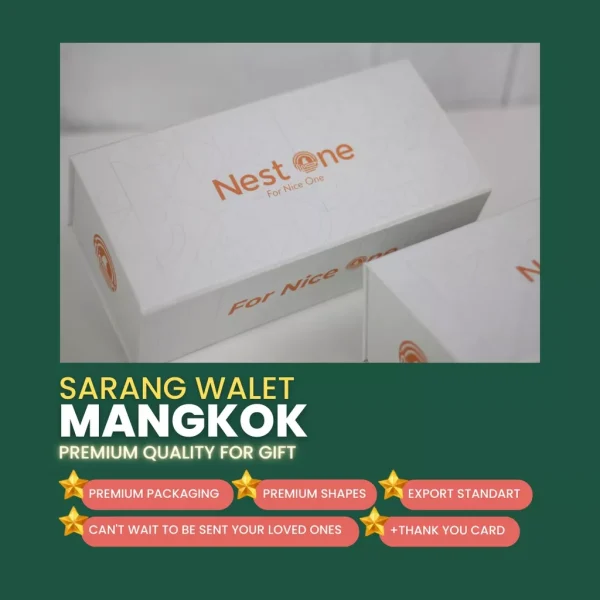 Nest One
For Nice One
For Nice One
N
SARANG WALET
MANGKOK
PREMIUM QUALITY FOR GIFT
PREMIUM PACKAGING
PREMIUM SHAPES
EXPORT STANDART
CAN'T WAIT TO BE SENT YOUR LOVED ONES
+THANK YOU CARD